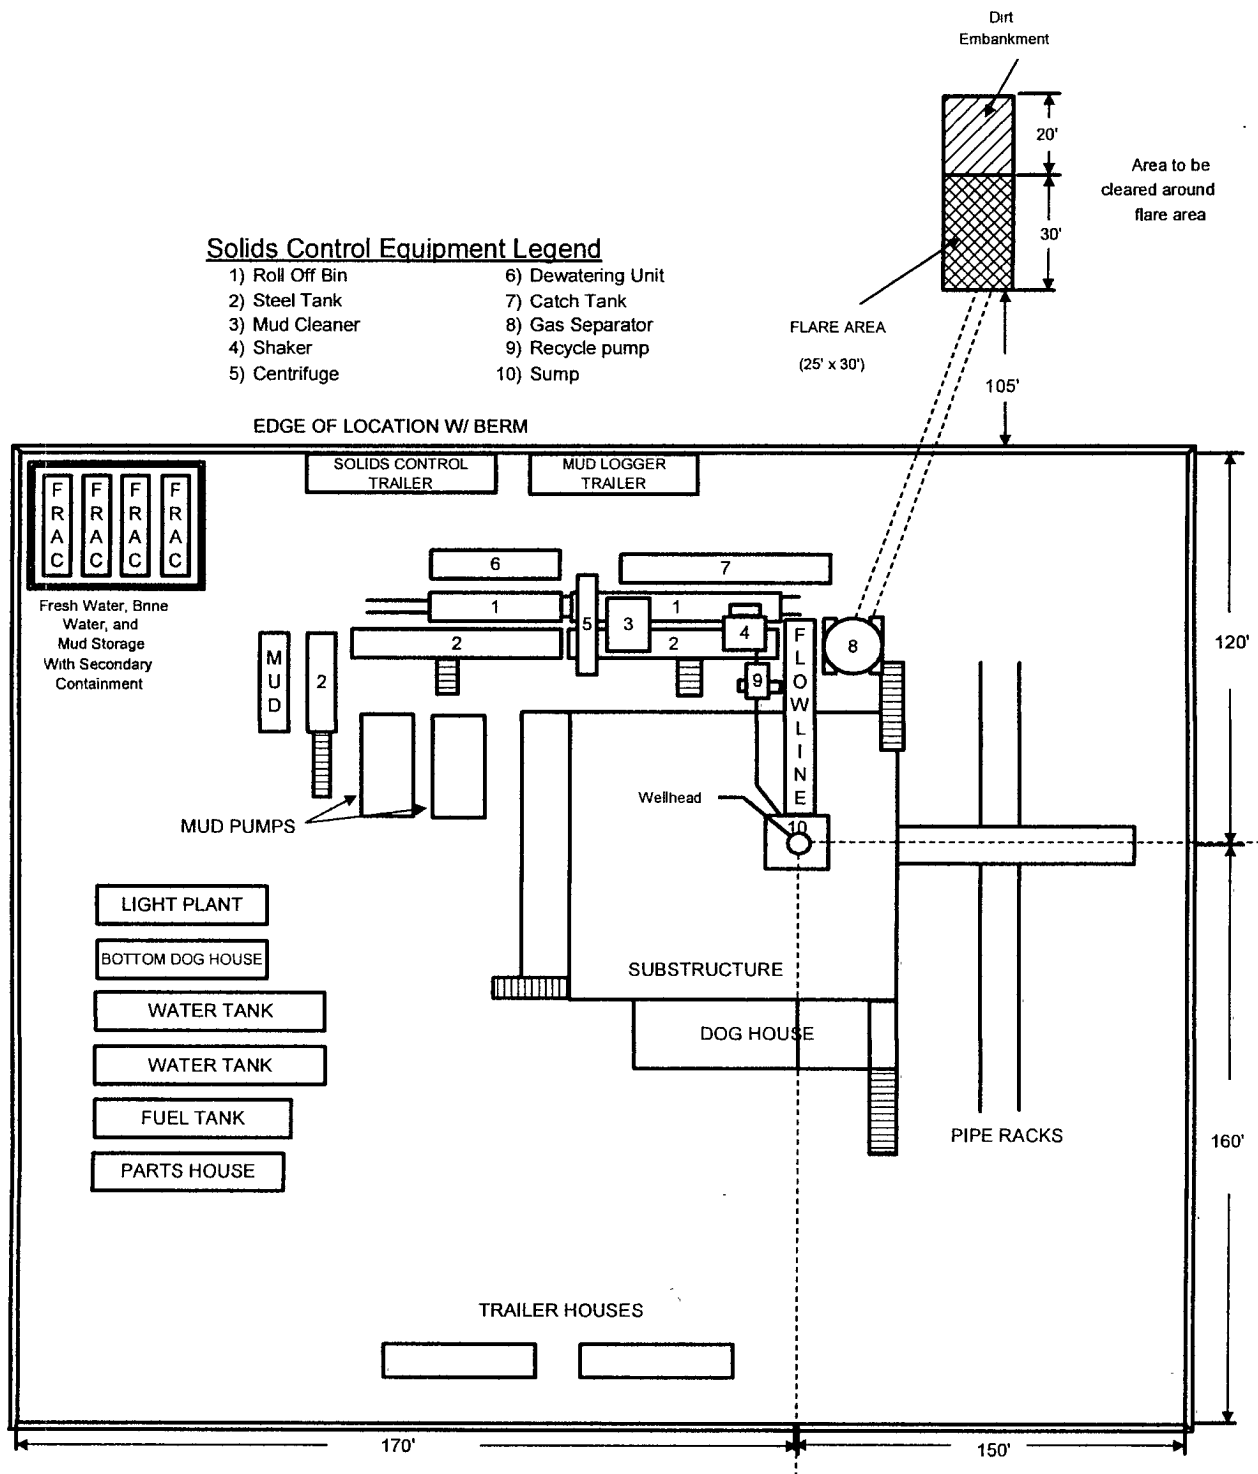 Dirt
Embankment
20'
Area to be
cleared around
flare area
30'
Solids Control Equipment Legend
1) Roll Off Bin
2) Steel Tank
3) Mud Cleaner
4) Shaker
5) Centrifuge
6) Dewatering Unit
7) Catch Tank
8) Gas Separator
9) Recycle pump
10) Sump
FLARE AREA
(25' x 30')
105'
EDGE OF LOCATION W/ BERM
SOLIDS CONTROL
TRAILER
MUD LOGGER
TRAILER
FRAC
FRAC
FRAC
FRAC
Fresh Water, Brine
Water, and
Mud Storage
With Secondary
Containment
6
7
1
1
5
3
4
2
2
8
9
FLOWLINE
MUD
2
120'
Wellhead
10
MUD PUMPS
LIGHT PLANT
BOTTOM DOG HOUSE
WATER TANK
WATER TANK
FUEL TANK
PARTS HOUSE
SUBSTRUCTURE
DOG HOUSE
PIPE RACKS
160'
TRAILER HOUSES
170'
150'